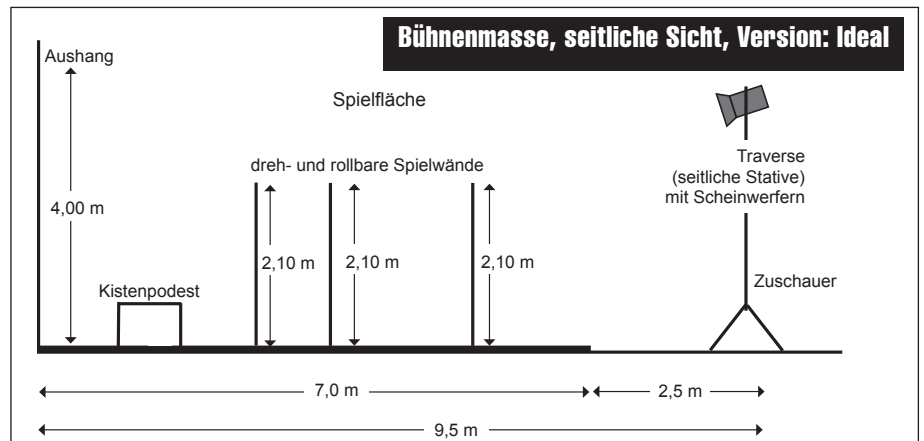 Bühnenmasse, seitliche Sicht, Version: Ideal
Aushang
Spielfläche
dreh- und rollbare Spielwände
Traverse
(seitliche Stative)
mit Scheinwerfern
4,00 m
2,10 m
2,10 m
2,10 m
Kistenpodest
Zuschauer
7,0 m
2,5 m
9,5 m